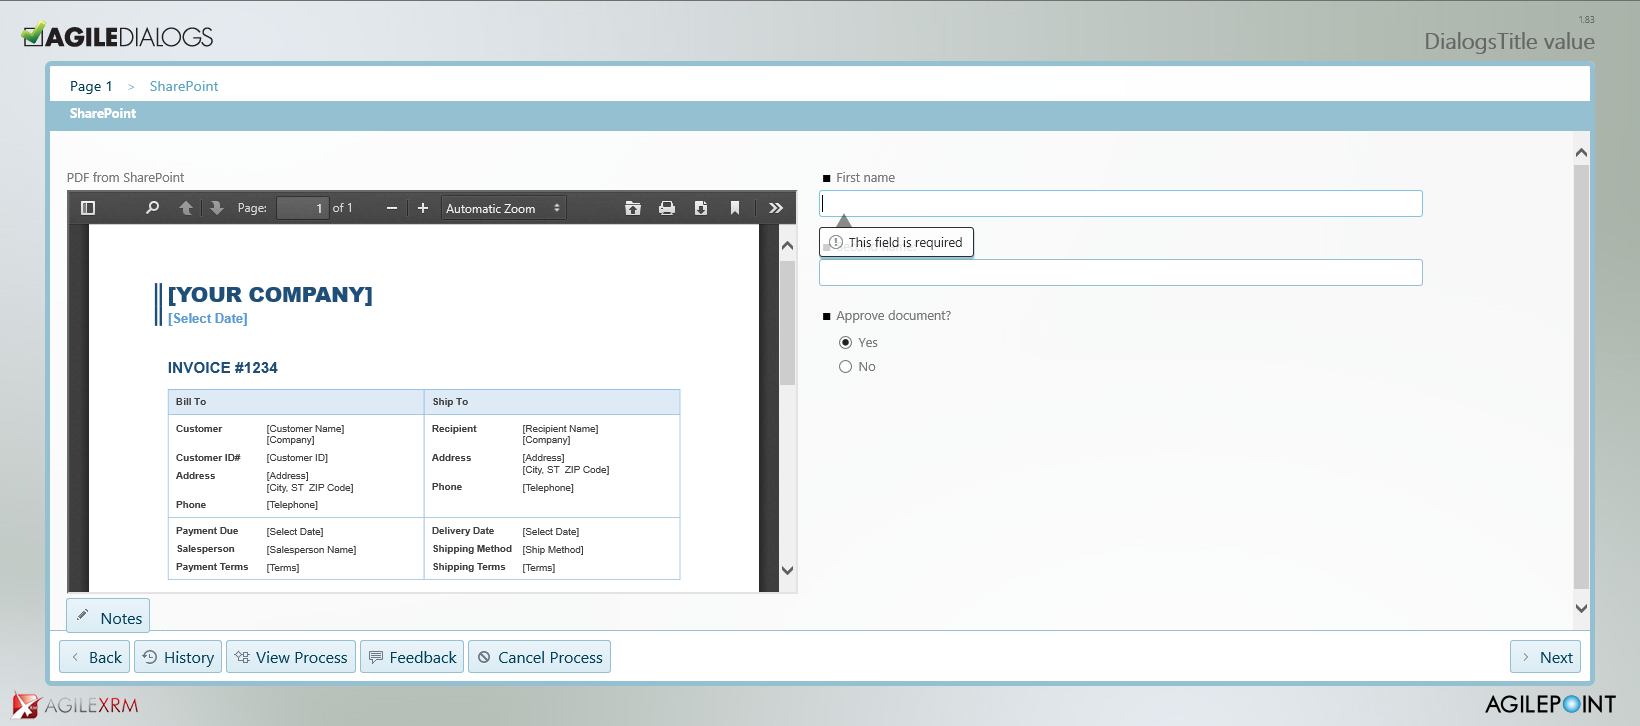 1.83
AGILEDIALOGS
DialogsTitle value
Page 1 > SharePoint
SharePoint
PDF from SharePoint
Page: 1 of 1
Automatic Zoom
[YOUR COMPANY]
[Select Date]
INVOICE #1234
Bill To
Ship To
Customer [Customer Name]
[Company]
Customer ID# [Customer ID]
Address [Address]
[City, ST ZIP Code]
Phone [Telephone]
Recipient [Recipient Name]
[Company]
Address [Address]
[City, ST ZIP Code]
Phone [Telephone]
Payment Due [Select Date]
Salesperson [Salesperson Name]
Payment Terms [Terms]
Delivery Date [Select Date]
Shipping Method [Ship Method]
Shipping Terms [Terms]
First name
This field is required
Approve document?
Yes
No
Notes
Back
History
View Process
Feedback
Cancel Process
Next
AGILEXRM
AGILEPOINT